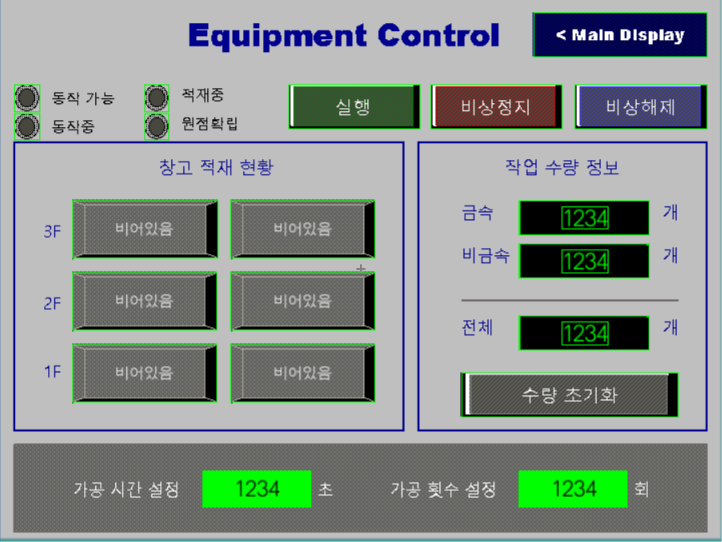 Equipment Control
< Main Display
동작 가능
적재중
동작중
원점확립
실행
비상정지
비상해제
창고 적재 현황
3F 비어있음 비어있음
2F 비어있음 비어있음
1F 비어있음 비어있음
작업 수량 정보
금속 1234 개
비금속 1234 개
전체 1234 개
수량 초기화
가공 시간 설정 1234 초 가공 횟수 설정 1234 회